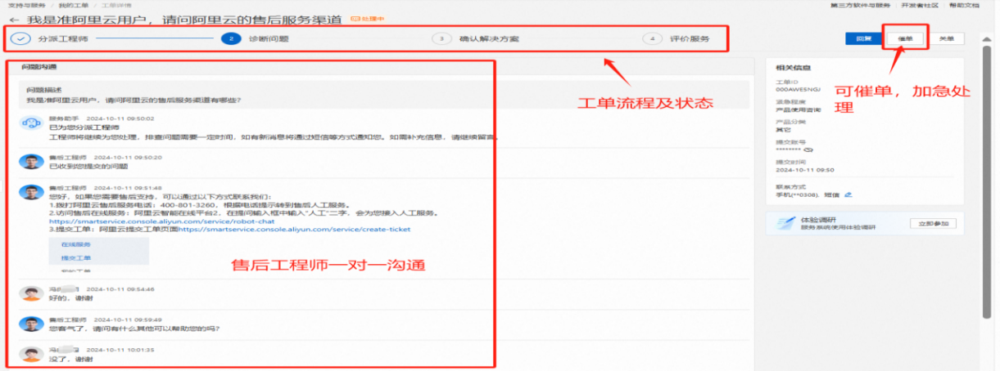 支持与服务 / 我的工单 / 工单详情
第三方软件与服务 开发者社区 帮助文档
← 我是准阿里云用户，请问阿里云的售后服务渠道 处理中
分派工程师 2 诊断问题 3 确认解决方案 4 评价服务
回复 催单 关单
问题沟通
问题描述
我是准阿里云用户，请问阿里云的售后服务渠道有哪些?
服务助手 2024-10-11 09:50:02
已为您分派工程师
工程师将继续为您处理，排查问题需要一定时间，如有新消息将通过短信等方式通知您。如需补充信息，请继续留言。
售后工程师 2024-10-11 09:50:20
已收到您提交的问题
售后工程师 2024-10-11 09:51:48
您好，如果您需要售后支持，可以通过以下方式联系我们:
1.拨打阿里云售后服务电话：400-801-3260，根据电话提示转到售后人工服务。
2.访问售后在线服务：阿里云智能在线平台2，在提问输入框中输入"人工"二字，会为您接入人工服务。
https://smartservice.console.aliyun.com/service/robot-chat
3.提交工单：阿里云提交工单页面https://smartservice.console.aliyun.com/service/create-ticket
在线服务
提交工单
冯 2024-10-11 09:54:46
好的，谢谢
售后工程师 2024-10-11 09:59:49
您客气了，请问有什么其他可以帮助您的吗?
冯 2024-10-11 10:01:35
没了，谢谢
工单流程及状态
售后工程师一对一沟通
可催单，加急处
理
相关信息
工单ID
000AWE5NGJ
紧急程度
产品使用咨询
产品分类
其它
提交账号
********
提交时间
2024-10-11 09:50
联系方式
手机(**0308)，短信
体验调研
服务系统使用体验调研
立即参加